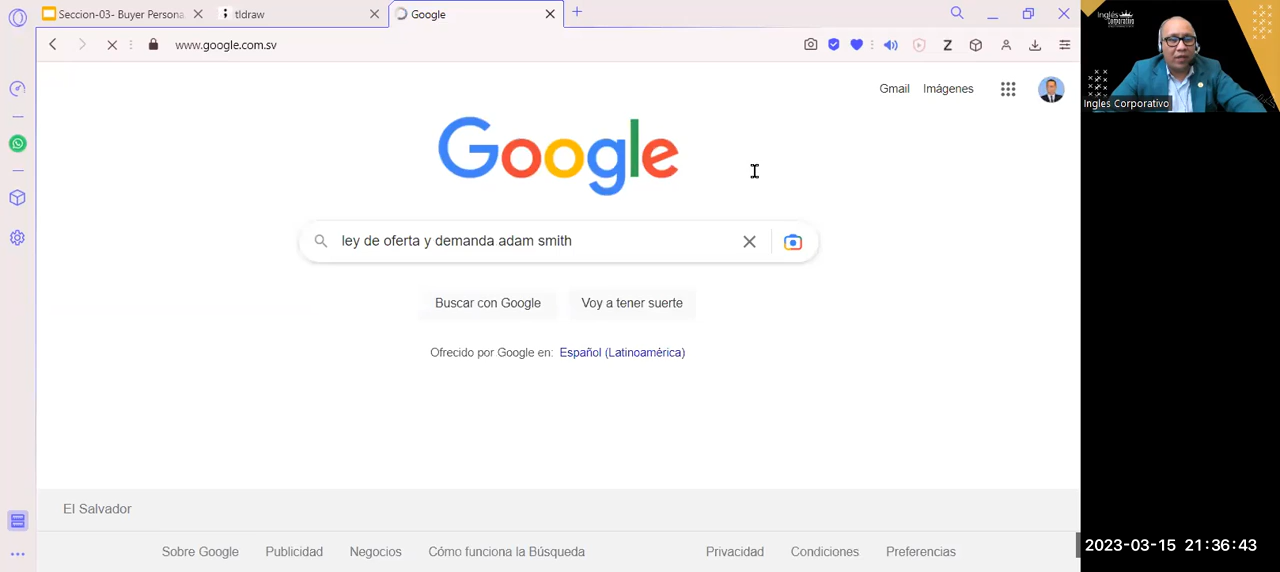 Seccion-03- Buyer Persona
tldraw
Google
www.google.com.sv
Z
Gmail
Imágenes
Google
ley de oferta y demanda adam smith
Buscar con Google
Voy a tener suerte
Ofrecido por Google en: Español (Latinoamérica)
El Salvador
Sobre Google
Publicidad
Negocios
Cómo funciona la Búsqueda
Privacidad
Condiciones
Preferencias
Inglés
Corporativo
Ingles Corporativo
2023-03-15 21:36:43